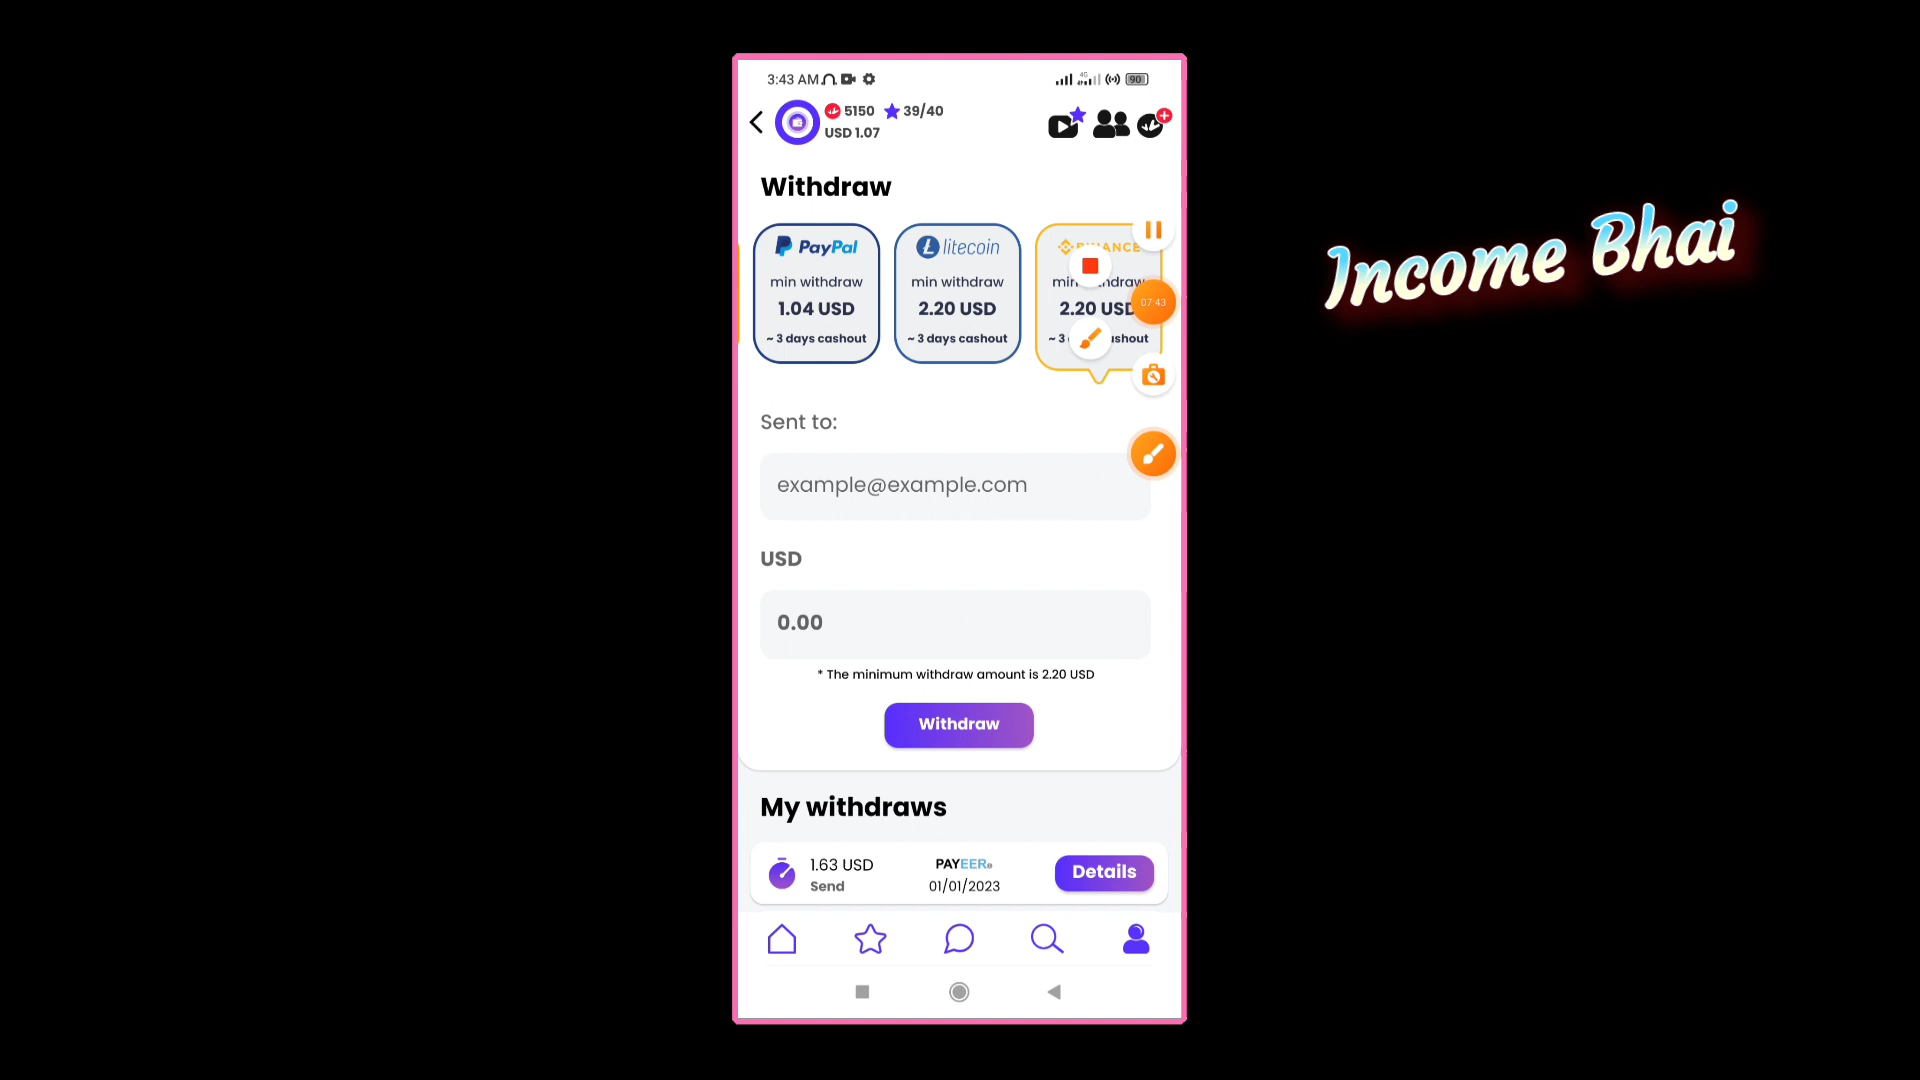 3:43 AM
4G
90
5150 39/40
USD 1.07
Withdraw
PayPal
min withdraw
1.04 USD
~ 3 days cashout
litecoin
min withdraw
2.20 USD
~ 3 days cashout
2.20 USD
~ 3
07:43
Sent to:
example@example.com
USD
0.00
* The minimum withdraw amount is 2.20 USD
Withdraw
My withdraws
1.63 USD
Send
PAYEER
01/01/2023
Details
Income Bhai